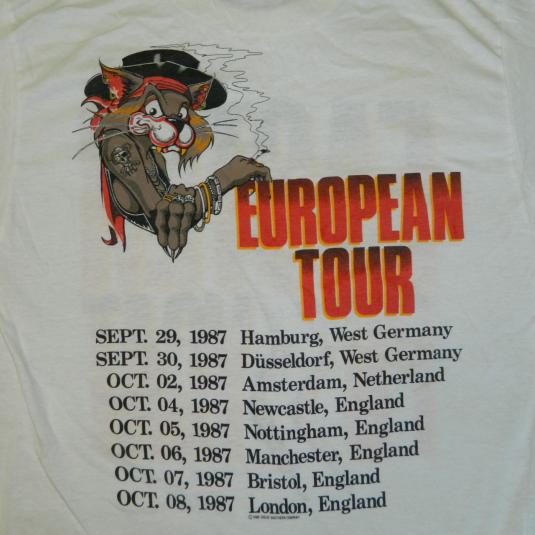 EUROPEAN
TOUR
SEPT. 29, 1987 Hamburg, West Germany
SEPT. 30, 1987 Düsseldorf, West Germany
OCT. 02, 1987 Amsterdam, Netherland
OCT. 04, 1987 Newcastle, England
OCT. 05, 1987 Nottingham, England
OCT. 06, 1987 Manchester, England
OCT. 07, 1987 Bristol, England
OCT. 08, 1987 London, England